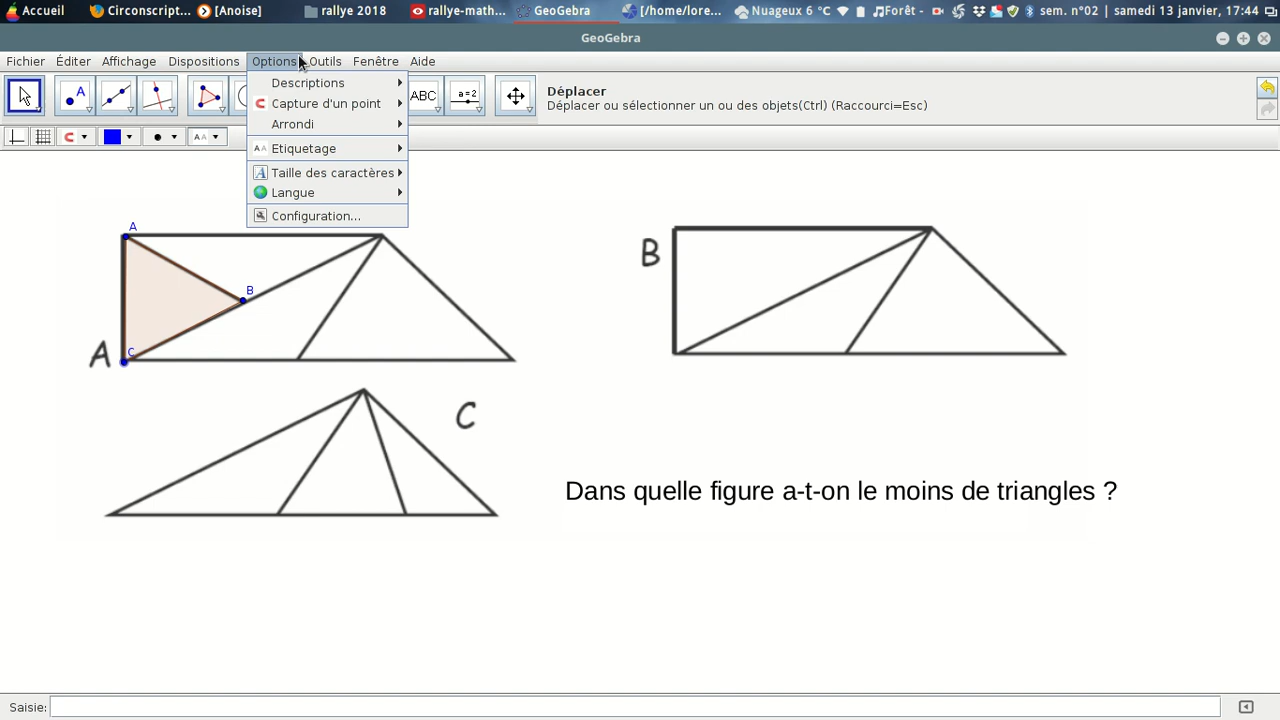 Accueil Circonscript... [Anoise] rallye 2018 rallye-math... GeoGebra [/home/lore... Nuageux 6 °C Forêt - sem. n°02 samedi 13 janvier, 17:44
GeoGebra
Fichier Éditer Affichage Dispositions Options Outils Fenêtre Aide
A ABC a=2 Déplacer
Déplacer ou sélectionner un ou des objets(Ctrl) (Raccourci=Esc)
AA
Descriptions
Capture d'un point
Arrondi
AA Etiquetage
A Taille des caractères
Langue
Configuration...
A
B
C
A
B
C
Dans quelle figure a-t-on le moins de triangles ?
Saisie: